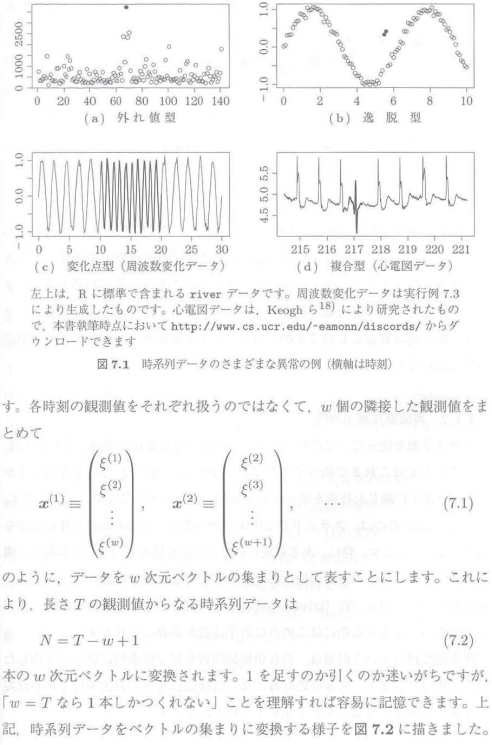 1000 2500
0 20 40 60 80 100 120 140
(a) 外れ値型
-1.0 0.0 1.0
0 2 4 6 8 10
(b) 逸脱型
-1.0 0.0 1.0
0 5 10 15 20 25 30
(c) 変化点型(周波数変化データ)
4.5 5.0 5.5
215 216 217 218 219 220 221
(d) 複合型(心電図データ)
左上は,R に標準で含まれる river データです。周波数変化データは実行例 7.3
により生成したものです。心電図データは,Keogh ら18) により研究されたもの
で,本書執筆時点において http://www.cs.ucr.edu/~eamonn/discords/ からダ
ウンロードできます
図 7.1 時系列データのさまざまな異常の例(横軸は時刻)
す。各時刻の観測値をそれぞれ扱うのではなくて,w 個の隣接した観測値をま
とめて
x(1) ≡ (ξ(1) ξ(2) ⋮ ξ(w)), x(2) ≡ (ξ(2) ξ(3) ⋮ ξ(w+1)), ⋯ (7.1)
のように,データを w 次元ベクトルの集まりとして表すことにします。これに
より,長さ T の観測値からなる時系列データは
N = T − w + 1 (7.2)
本の w 次元ベクトルに変換されます。1 を足すのか引くのか迷いがちですが,
「w = T なら 1 本しかつくれない」ことを理解すれば容易に記憶できます。上
記,時系列データをベクトルの集まりに変換する様子を図 7.2 に描きました。